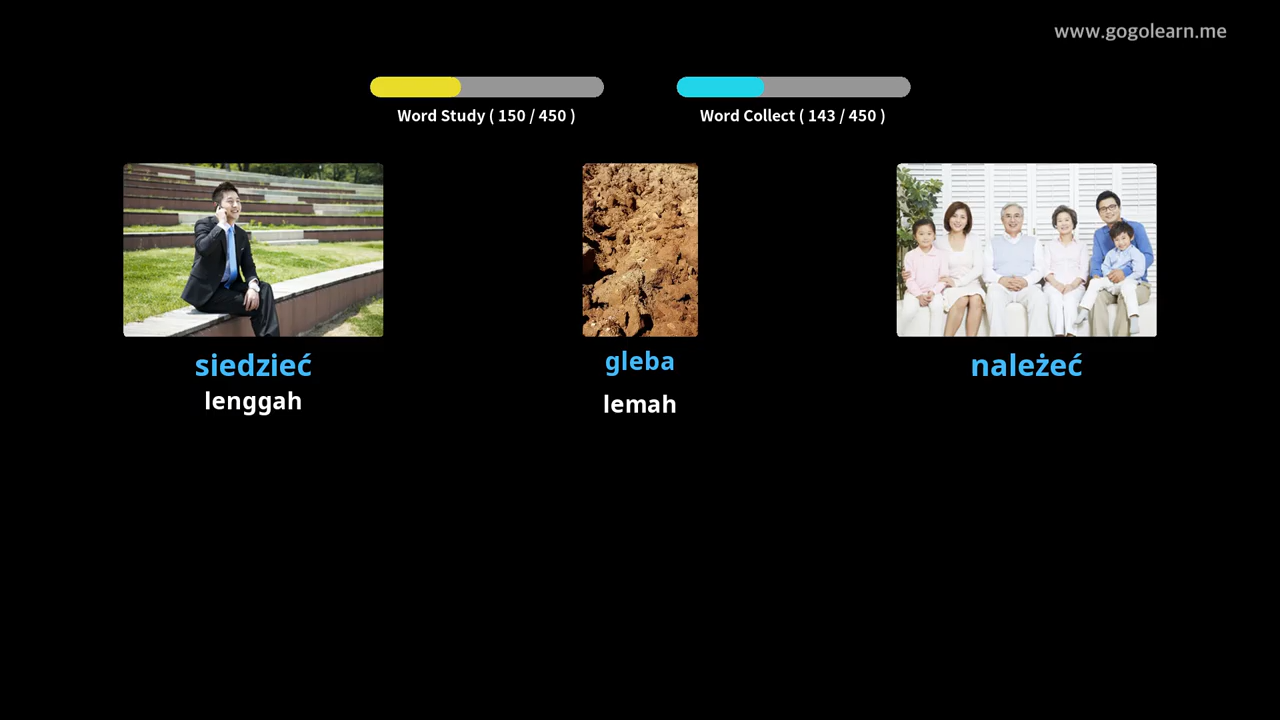 www.gogolearn.me
Word Study ( 150 / 450 )
Word Collect ( 143 / 450 )
siedzieć
lenggah
gleba
lemah
należeć